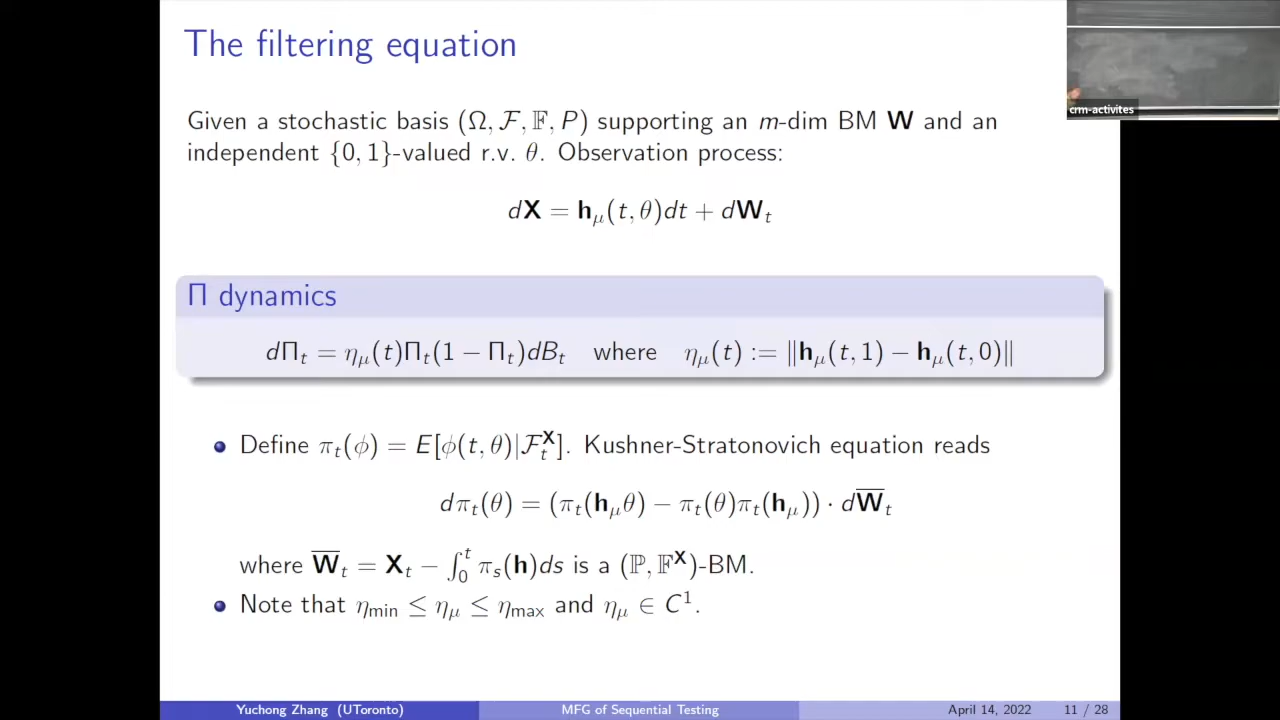 The filtering equation
crm-activites
Given a stochastic basis (Ω, ℱ, 𝔽, P) supporting an m-dim BM W and an
independent {0, 1}-valued r.v. θ. Observation process:
dX = h_μ(t, θ)dt + dW_t
Π dynamics
dΠ_t = η_μ(t)Π_t(1 − Π_t)dB_t where η_μ(t) := ‖h_μ(t, 1) − h_μ(t, 0)‖
• Define π_t(ϕ) = E[ϕ(t, θ)|ℱ_t^X]. Kushner-Stratonovich equation reads
dπ_t(θ) = (π_t(h_μθ) − π_t(θ)π_t(h_μ)) · dW̅_t
where W̅_t = X_t − ∫_0^t π_s(h)ds is a (ℙ, 𝔽^X)-BM.
• Note that η_min ≤ η_μ ≤ η_max and η_μ ∈ C^1.
Yuchong Zhang (UToronto) MFG of Sequential Testing April 14, 2022 11 / 28